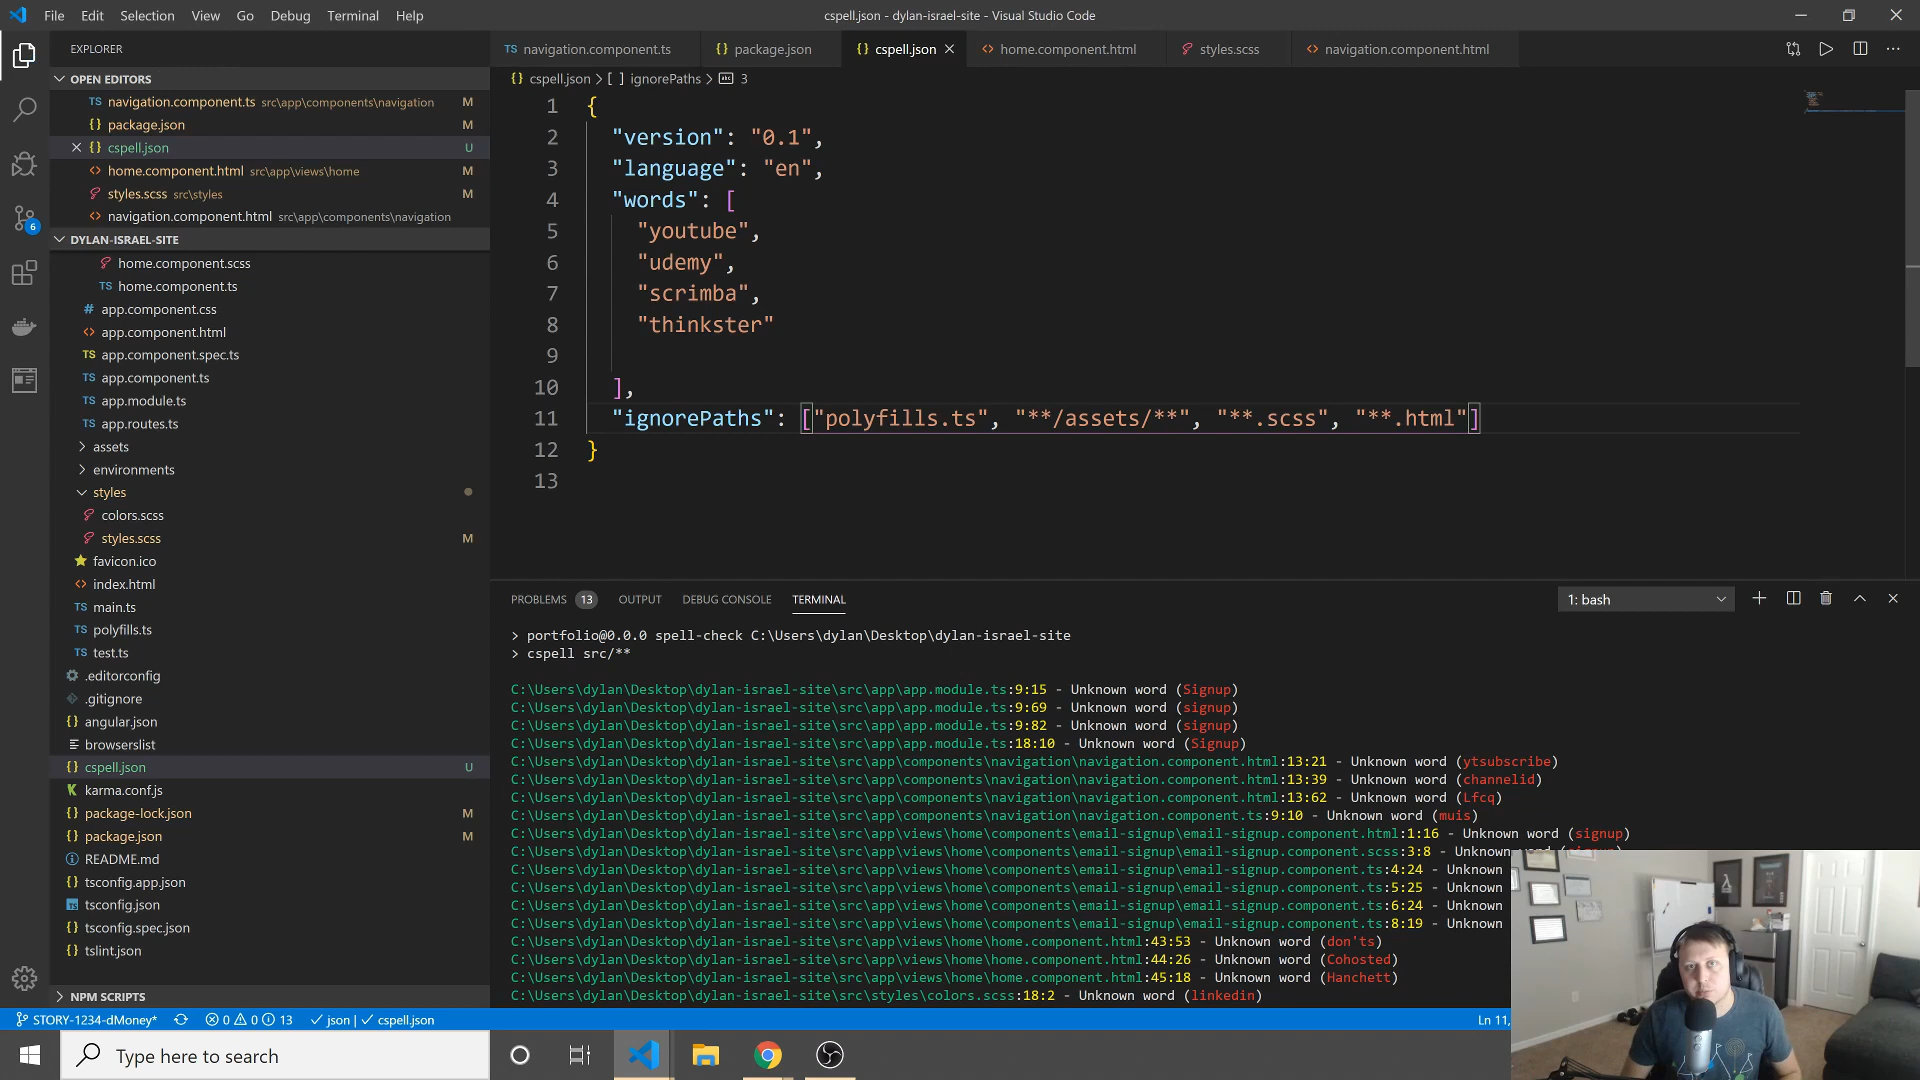 File Edit Selection View Go Debug Terminal Help
cspell.json - dylan-israel-site - Visual Studio Code
EXPLORER
OPEN EDITORS
navigation.component.ts src\app\components\navigation M
package.json M
cspell.json U
home.component.html src\app\views\home M
styles.scss src\styles M
navigation.component.html src\app\components\navigation
DYLAN-ISRAEL-SITE
home.component.scss
home.component.ts
app.component.css
app.component.html
app.component.spec.ts
app.component.ts
app.module.ts
app.routes.ts
assets
environments
styles
colors.scss
styles.scss M
favicon.ico
index.html
main.ts
polyfills.ts
test.ts
.editorconfig
.gitignore
angular.json
browserslist
cspell.json U
karma.conf.js
package-lock.json M
package.json M
README.md
tsconfig.app.json
tsconfig.json
tsconfig.spec.json
tslint.json
NPM SCRIPTS
6
navigation.component.ts package.json cspell.json home.component.html styles.scss navigation.component.html
cspell.json > [ ] ignorePaths > abc 3
1 {
2 "version": "0.1",
3 "language": "en",
4 "words": [
5 "youtube",
6 "udemy",
7 "scrimba",
8 "thinkster"
9
10 ],
11 "ignorePaths": ["polyfills.ts", "**/assets/**", "**.scss", "**.html"]
12 }
13
PROBLEMS 13 OUTPUT DEBUG CONSOLE TERMINAL 1: bash
> portfolio@0.0.0 spell-check C:\Users\dylan\Desktop\dylan-israel-site
> cspell src/**
C:\Users\dylan\Desktop\dylan-israel-site\src\app\app.module.ts:9:15 - Unknown word (Signup)
C:\Users\dylan\Desktop\dylan-israel-site\src\app\app.module.ts:9:69 - Unknown word (signup)
C:\Users\dylan\Desktop\dylan-israel-site\src\app\app.module.ts:9:82 - Unknown word (signup)
C:\Users\dylan\Desktop\dylan-israel-site\src\app\app.module.ts:18:10 - Unknown word (Signup)
C:\Users\dylan\Desktop\dylan-israel-site\src\app\components\navigation\navigation.component.html:13:21 - Unknown word (ytsubscribe)
C:\Users\dylan\Desktop\dylan-israel-site\src\app\components\navigation\navigation.component.html:13:39 - Unknown word (channelid)
C:\Users\dylan\Desktop\dylan-israel-site\src\app\components\navigation\navigation.component.html:13:62 - Unknown word (Lfcq)
C:\Users\dylan\Desktop\dylan-israel-site\src\app\components\navigation\navigation.component.ts:9:10 - Unknown word (muis)
C:\Users\dylan\Desktop\dylan-israel-site\src\app\views\home\components\email-signup\email-signup.component.html:1:16 - Unknown word (signup)
C:\Users\dylan\Desktop\dylan-israel-site\src\app\views\home\components\email-signup\email-signup.component.scss:3:8 - Unknown
C:\Users\dylan\Desktop\dylan-israel-site\src\app\views\home\components\email-signup\email-signup.component.ts:4:24 - Unknown
C:\Users\dylan\Desktop\dylan-israel-site\src\app\views\home\components\email-signup\email-signup.component.ts:5:25 - Unknown
C:\Users\dylan\Desktop\dylan-israel-site\src\app\views\home\components\email-signup\email-signup.component.ts:6:24 - Unknown
C:\Users\dylan\Desktop\dylan-israel-site\src\app\views\home\components\email-signup\email-signup.component.ts:8:19 - Unknown
C:\Users\dylan\Desktop\dylan-israel-site\src\app\views\home\home.component.html:43:53 - Unknown word (don'ts)
C:\Users\dylan\Desktop\dylan-israel-site\src\app\views\home\home.component.html:44:26 - Unknown word (Cohosted)
C:\Users\dylan\Desktop\dylan-israel-site\src\app\views\home\home.component.html:45:18 - Unknown word (Hanchett)
C:\Users\dylan\Desktop\dylan-israel-site\src\styles\colors.scss:18:2 - Unknown word (linkedin)
STORY-1234-dMoney* 0 0 13 json | cspell.json Ln 11,
Type here to search